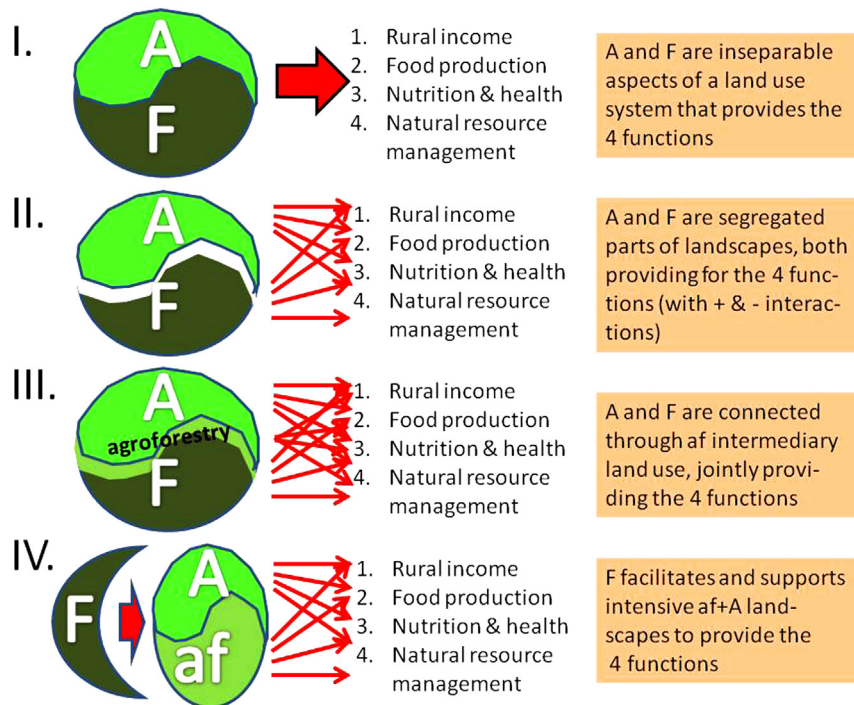 I.
A
F
1. Rural income
2. Food production
3. Nutrition & health
4. Natural resource
management
A and F are inseparable
aspects of a land use
system that provides the
4 functions
II.
A
F
1. Rural income
2. Food production
3. Nutrition & health
4. Natural resource
management
A and F are segregated
parts of landscapes, both
providing for the 4 func-
tions (with + & - interac-
tions)
III.
A
agroforestry
F
1. Rural income
2. Food production
3. Nutrition & health
4. Natural resource
management
A and F are connected
through af intermediary
land use, jointly provi-
ding the 4 functions
IV.
F
A
af
1. Rural income
2. Food production
3. Nutrition & health
4. Natural resource
management
F facilitates and supports
intensive af+A land-
scapes to provide the
4 functions